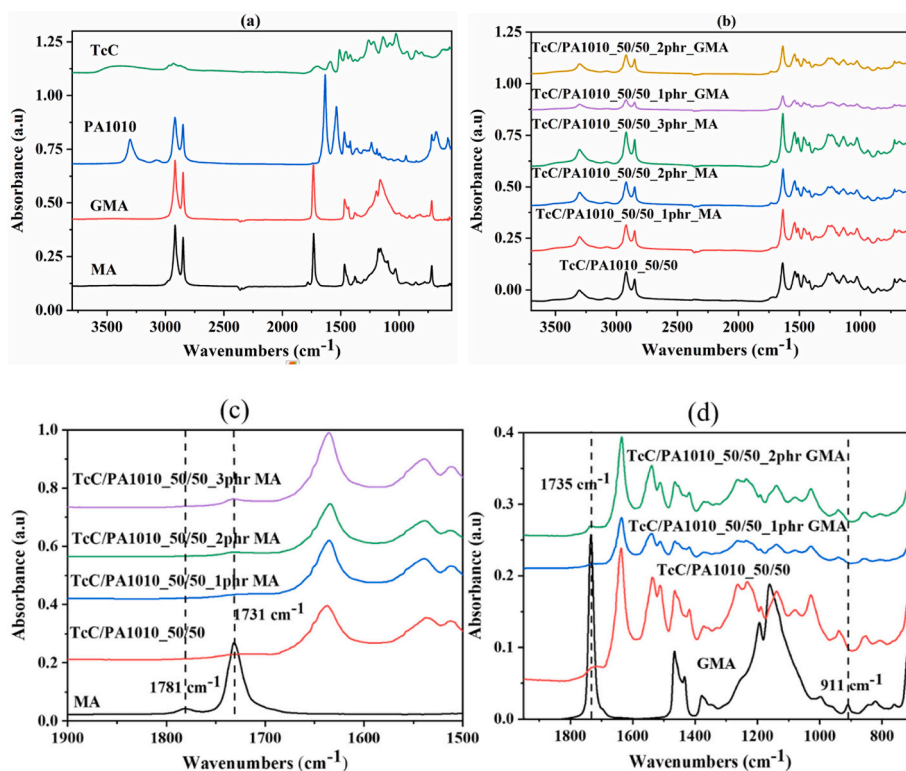 (a)
1.25
1.00
0.75
0.50
0.25
0.00
Absorbance (a.u)
TcC
PA1010
GMA
MA
3500 3000 2500 2000 1500 1000
Wavenumbers (cm-1)
(b)
1.25
1.00
0.75
0.50
0.25
0.00
Absorbance (a.u)
TcC/PA1010_50/50_2phr_GMA
TcC/PA1010_50/50_1phr_GMA
TcC/PA1010_50/50_3phr_MA
TcC/PA1010_50/50_2phr_MA
TcC/PA1010_50/50_1phr_MA
TcC/PA1010_50/50
3500 3000 2500 2000 1500 1000
Wavenumbers (cm-1)
(c)
1.0
0.8
0.6
0.4
0.2
0.0
Absorbance (a.u)
TcC/PA1010_50/50_3phr MA
TcC/PA1010_50/50_2phr MA
TcC/PA1010_50/50_1phr MA
1731 cm-1
TcC/PA1010_50/50
1781 cm-1
MA
1900 1800 1700 1600 1500
Wavenumbers (cm-1)
(d)
0.4
0.3
0.2
0.1
0.0
Absorbance (a.u)
1735 cm-1
TcC/PA1010_50/50_2phr GMA
TcC/PA1010_50/50_1phr GMA
TcC/PA1010_50/50
GMA
911 cm-1
1800 1600 1400 1200 1000 800
Wavenumbers (cm-1)